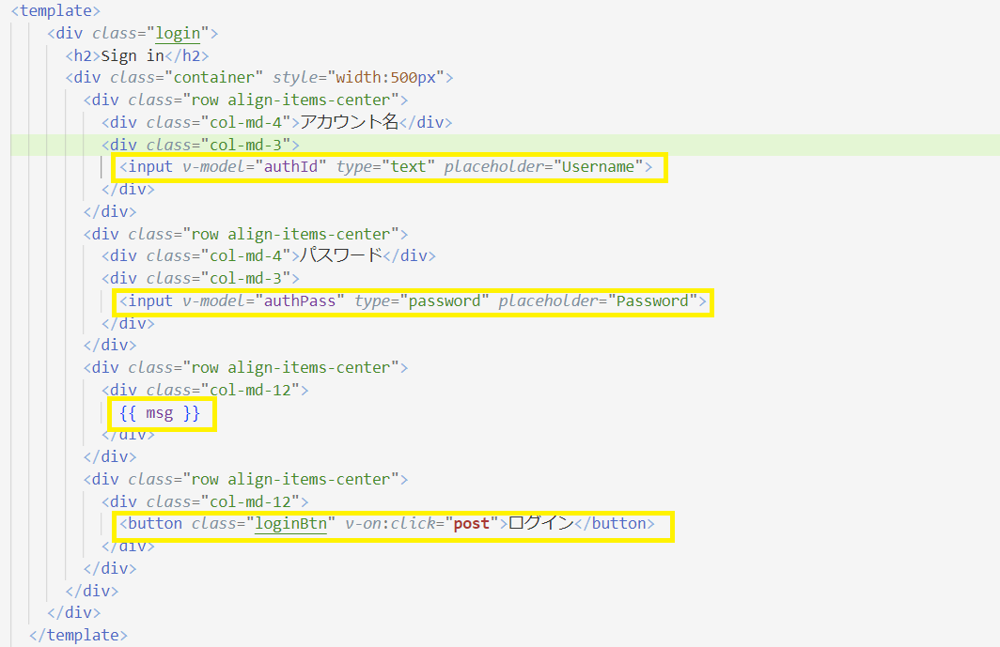 <template>
<div class="login">
<h2>Sign in</h2>
<div class="container" style="width:500px">
<div class="row align-items-center">
<div class="col-md-4">アカウント名</div>
<div class="col-md-3">
<input v-model="authId" type="text" placeholder="Username">
</div>
</div>
<div class="row align-items-center">
<div class="col-md-4">パスワード</div>
<div class="col-md-3">
<input v-model="authPass" type="password" placeholder="Password">
</div>
</div>
<div class="row align-items-center">
<div class="col-md-12">
{{ msg }}
</div>
</div>
<div class="row align-items-center">
<div class="col-md-12">
<button class="loginBtn" v-on:click="post">ログイン</button>
</div>
</div>
</div>
</div>
</template>